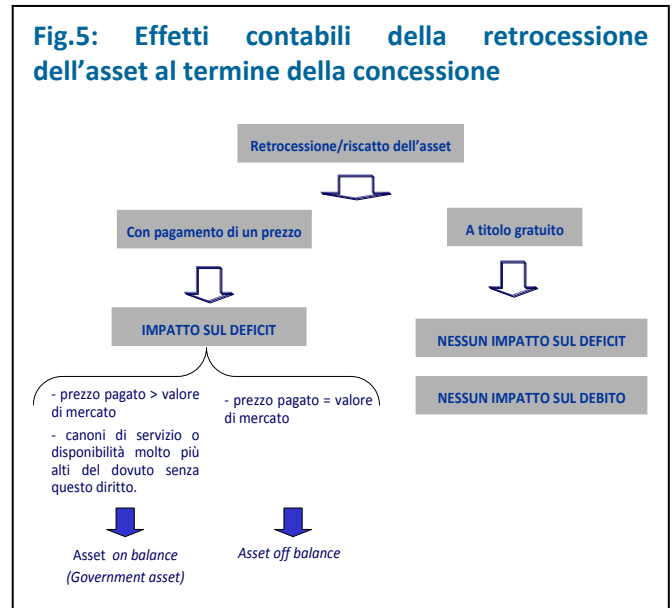 Fig.5: Effetti contabili della retrocessione
dell'asset al termine della concessione
Retrocessione/riscatto dell'asset
Con pagamento di un prezzo
A titolo gratuito
IMPATTO SUL DEFICIT
NESSUN IMPATTO SUL DEFICIT
NESSUN IMPATTO SUL DEBITO
- prezzo pagato > valore
di mercato
- canoni di servizio o
disponibilità molto più
alti del dovuto senza
questo diritto.
- prezzo pagato = valore
di mercato
Asset on balance
(Government asset)
Asset off balance